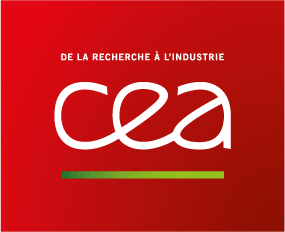 DE LA RECHERCHE À L'INDUSTRIE
cea